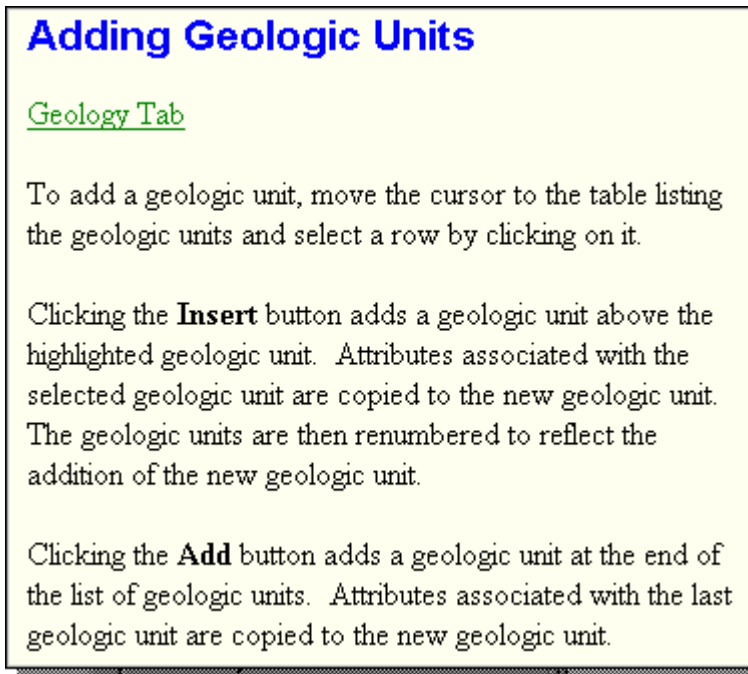 Adding Geologic Units
Geology Tab
To add a geologic unit, move the cursor to the table listing
the geologic units and select a row by clicking on it.
Clicking the Insert button adds a geologic unit above the
highlighted geologic unit.  Attributes associated with the
selected geologic unit are copied to the new geologic unit.
The geologic units are then renumbered to reflect the
addition of the new geologic unit.
Clicking the Add button adds a geologic unit at the end of
the list of geologic units.  Attributes associated with the last
geologic unit are copied to the new geologic unit.